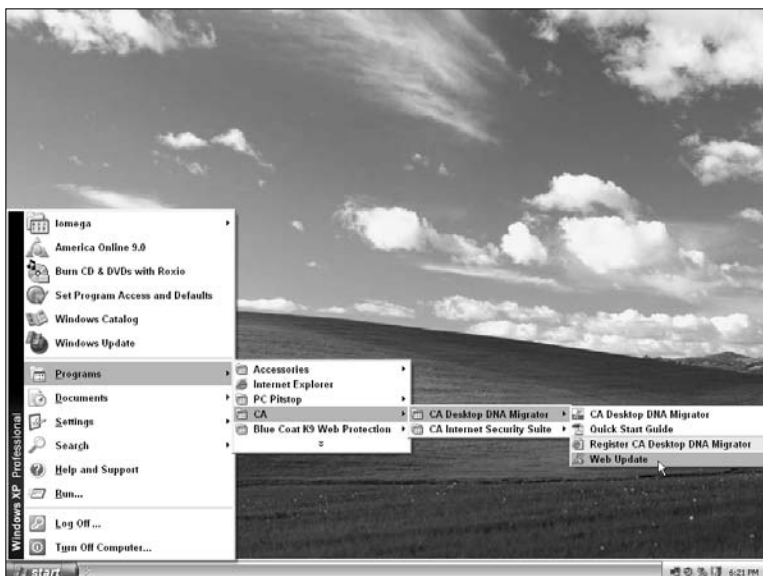 Iomega
America Online 9.0
Burn CD & DVDs with Roxio
Set Program Access and Defaults
Windows Catalog
Windows Update
Programs
Documents
Settings
Search
Help and Support
Run...
Log Off ...
Turn Off Computer...
Windows XP Professional
Accessories
Internet Explorer
PC Pitstop
CA
Blue Coat K9 Web Protection
CA Desktop DNA Migrator
CA Internet Security Suite
CA Desktop DNA Migrator
Quick Start Guide
Register CA Desktop DNA Migrator
Web Update
start
6:21 PM